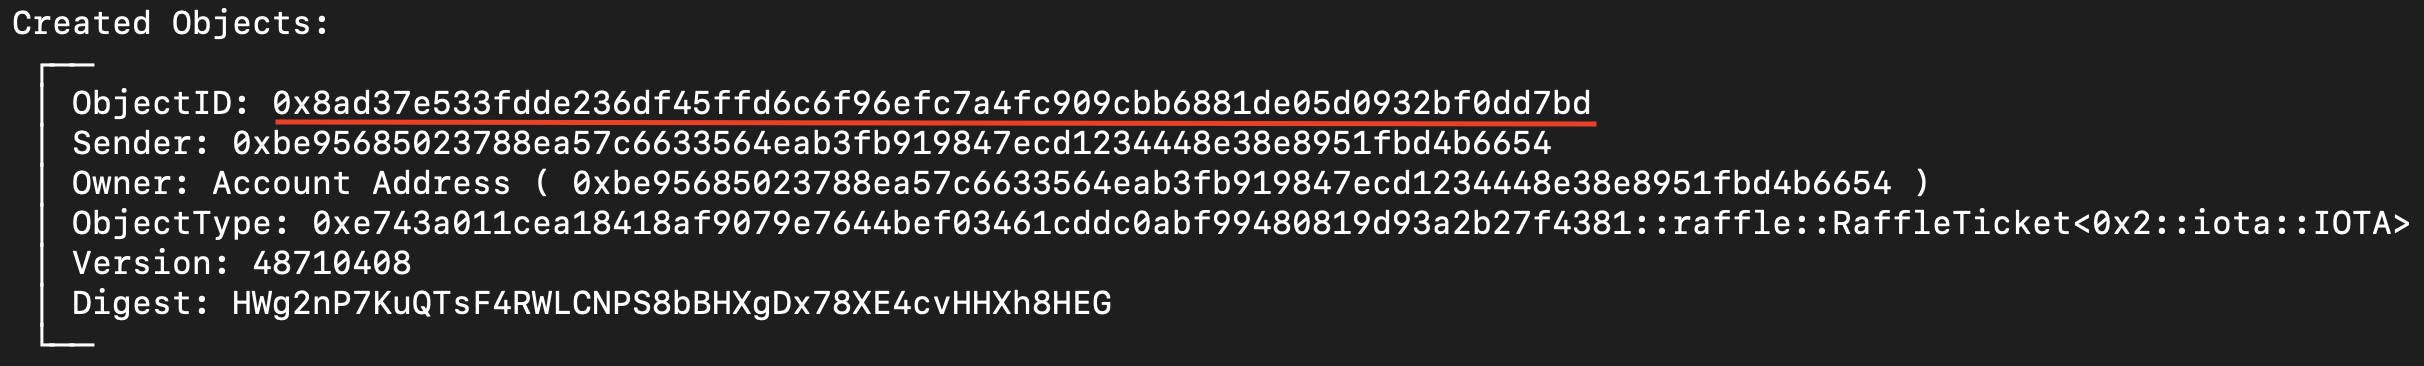 Created Objects:
ObjectID: 0x8ad37e533fdde236df45ffd6c6f96efc7a4fc909cbb6881de05d0932bf0dd7bd
Sender: 0xbe95685023788ea57c6633564eab3fb919847ecd1234448e38e8951fbd4b6654
Owner: Account Address ( 0xbe95685023788ea57c6633564eab3fb919847ecd1234448e38e8951fbd4b6654 )
ObjectType: 0xe743a011cea18418af9079e7644bef03461cddc0abf99480819d93a2b27f4381::raffle::RaffleTicket<0x2::iota::IOTA>
Version: 48710408
Digest: HWg2nP7KuQTsF4RWLCNPS8bBHXgDx78XE4cvHHXh8HEG